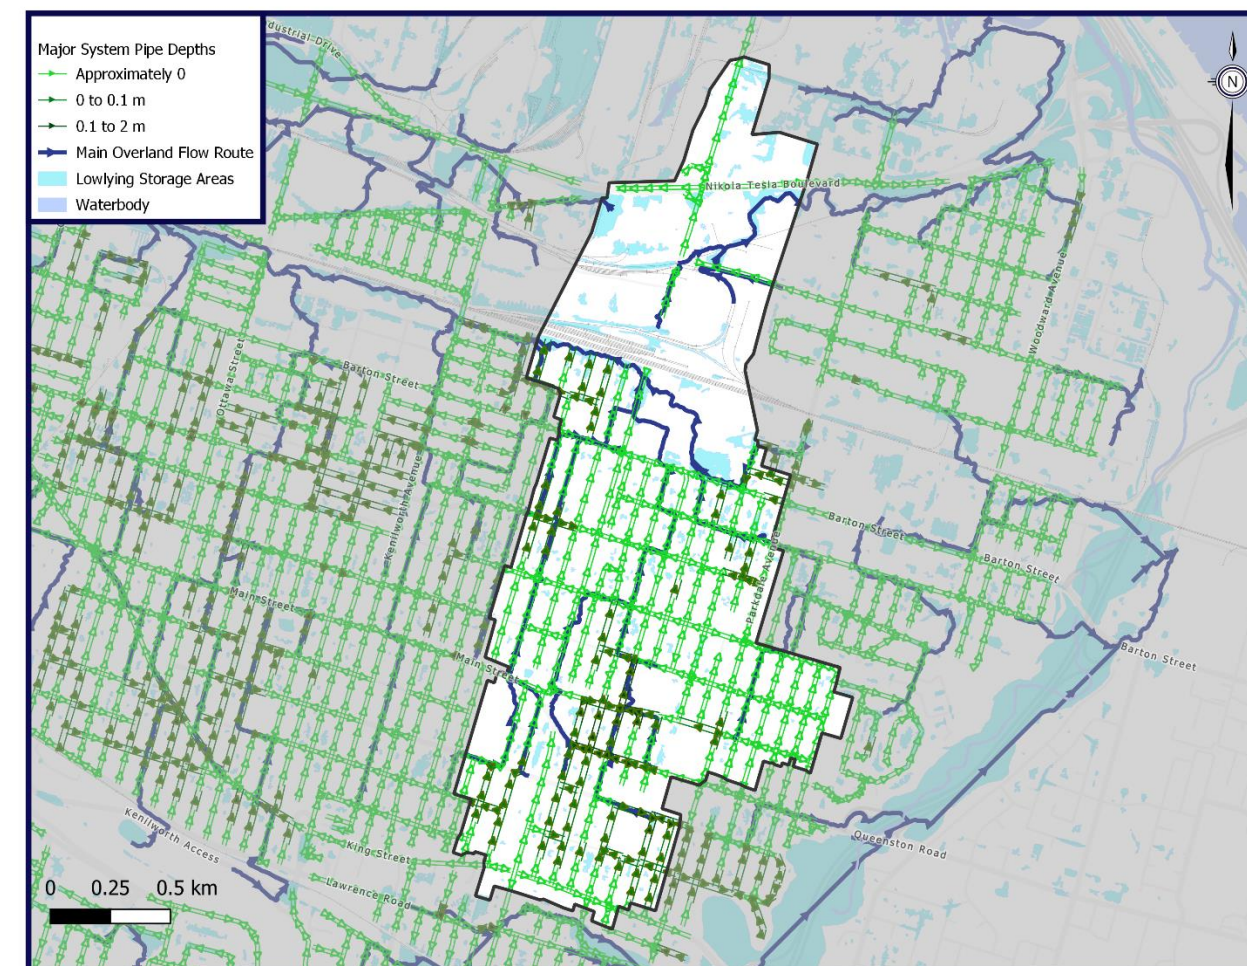 Major System Pipe Depths
Approximately 0
0 to 0.1 m
0.1 to 2 m
Main Overland Flow Route
Lowlying Storage Areas
Waterbody
dustrial Drive
N
Nikola Tesla Boulevard
Woodward Avenue
Ottawa Street
Barton Street
Kenilworth Avenue
Barton Street
Barton Street
Parkdale Avenue
Main Street
Barton Street
Main Street
Kenilworth Access
King Street
Queenston Road
Lawrence Road
0 0.25 0.5 km